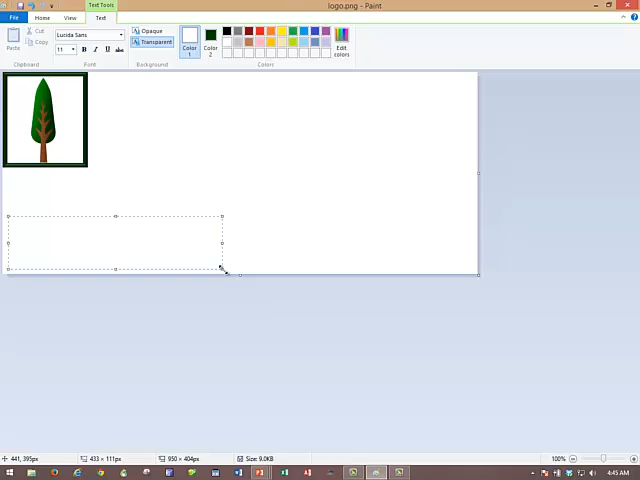 Text Tools
logo.png - Paint
File
Home
View
Text
Paste
Cut
Copy
Clipboard
Lucida Sans
11
B I U abc
Font
Opaque
Transparent
Background
Color 1
Color 2
Edit colors
Colors
441, 395px
433 × 111px
950 × 404px
Size: 9.0KB
100%
4:45 AM